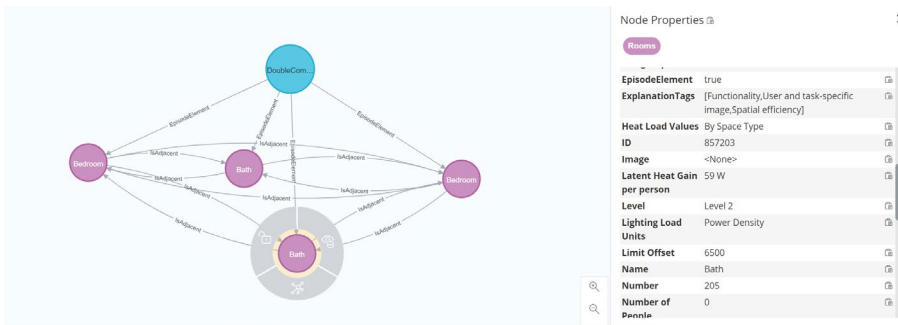 DoubleCom...
EpisodeElement
EpisodeElement
EpisodeElement
EpisodeElement
IsAdjacent
IsAdjacent
IsAdjacent
IsAdjacent
Bedroom
Bath
Bedroom
IsAdjacent
IsAdjacent
IsAdjacent
IsAdjacent
Bath
Node Properties
Rooms
EpisodeElement true
ExplanationTags [Functionality,User and task-specific
image,Spatial efficiency]
Heat Load Values By Space Type
ID 857203
Image <None>
Latent Heat Gain 59 W
per person
Level Level 2
Lighting Load Power Density
Units
Limit Offset 6500
Name Bath
Number 205
Number of 0
People